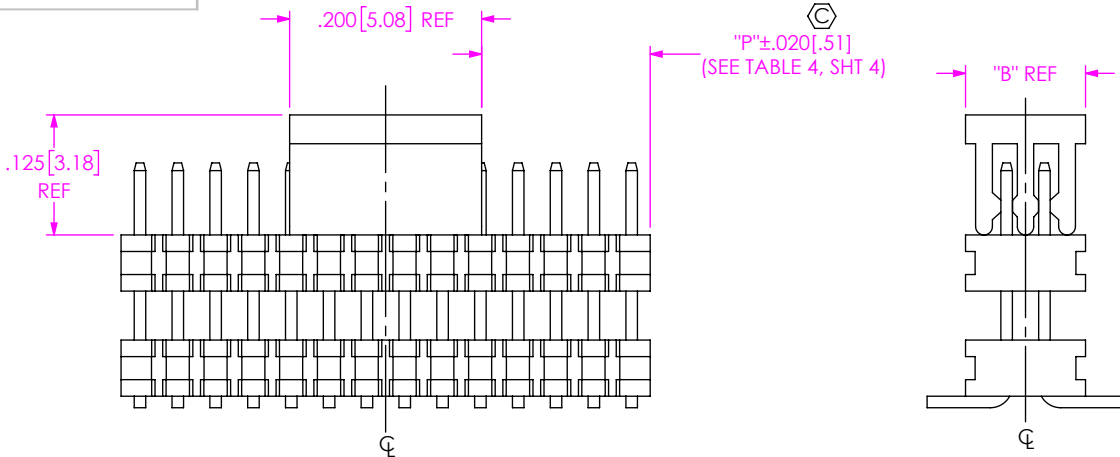 .200[5.08] REF
C
"P"±.020[.51]
(SEE TABLE 4, SHT 4)
"B" REF
.125[3.18]
REF
℄
℄